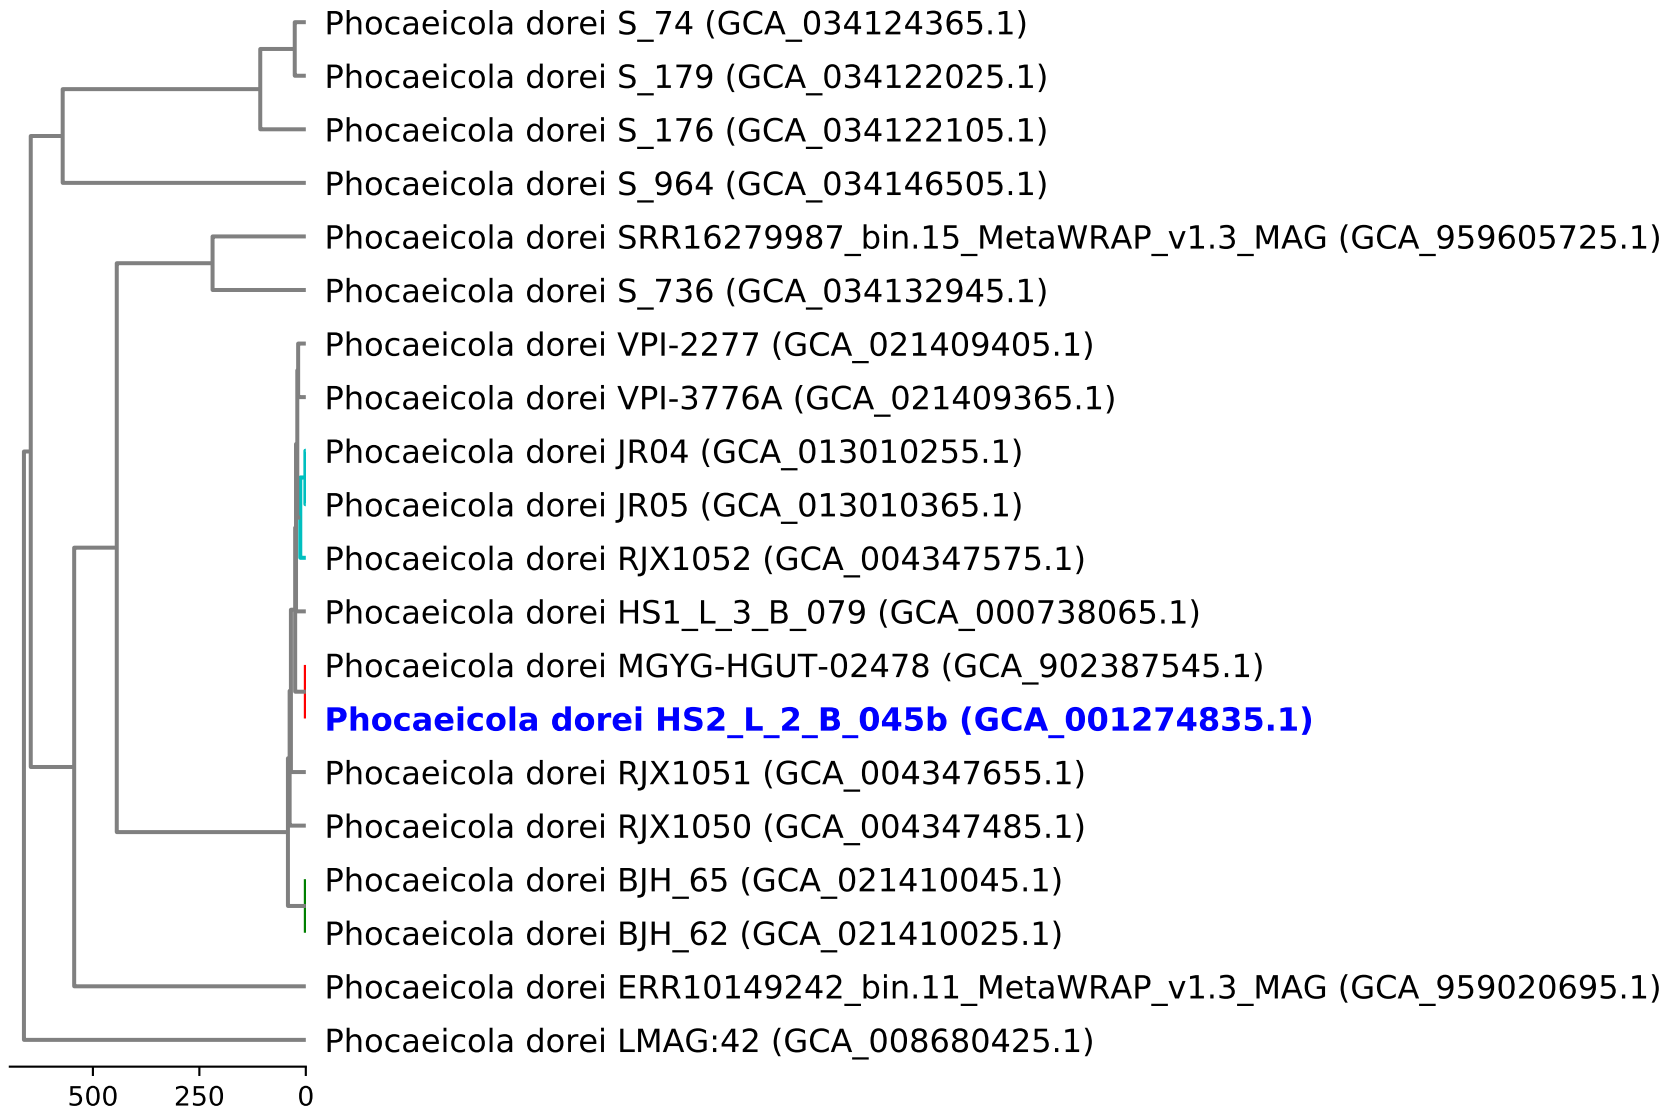 Phocaeicola dorei S_74 (GCA_034124365.1)
Phocaeicola dorei S_179 (GCA_034122025.1)
Phocaeicola dorei S_176 (GCA_034122105.1)
Phocaeicola dorei S_964 (GCA_034146505.1)
Phocaeicola dorei SRR16279987_bin.15_MetaWRAP_v1.3_MAG (GCA_959605725.1)
Phocaeicola dorei S_736 (GCA_034132945.1)
Phocaeicola dorei VPI-2277 (GCA_021409405.1)
Phocaeicola dorei VPI-3776A (GCA_021409365.1)
Phocaeicola dorei JR04 (GCA_013010255.1)
Phocaeicola dorei JR05 (GCA_013010365.1)
Phocaeicola dorei RJX1052 (GCA_004347575.1)
Phocaeicola dorei HS1_L_3_B_079 (GCA_000738065.1)
Phocaeicola dorei MGYG-HGUT-02478 (GCA_902387545.1)
Phocaeicola dorei HS2_L_2_B_045b (GCA_001274835.1)
Phocaeicola dorei RJX1051 (GCA_004347655.1)
Phocaeicola dorei RJX1050 (GCA_004347485.1)
Phocaeicola dorei BJH_65 (GCA_021410045.1)
Phocaeicola dorei BJH_62 (GCA_021410025.1)
Phocaeicola dorei ERR10149242_bin.11_MetaWRAP_v1.3_MAG (GCA_959020695.1)
Phocaeicola dorei LMAG:42 (GCA_008680425.1)
500 250 0